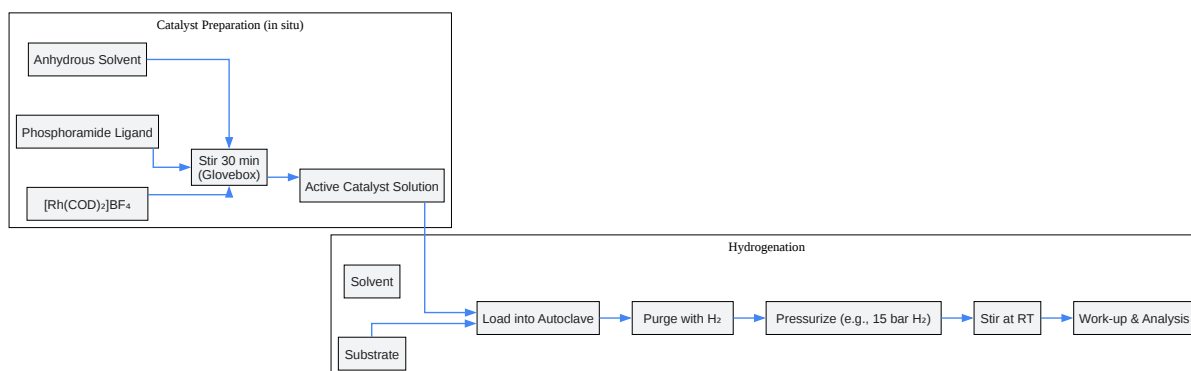 Catalyst Preparation (in situ)
Anhydrous Solvent
Phosphoramide Ligand
Stir 30 min
(Glovebox)
[Rh(COD)₂]BF₄
Active Catalyst Solution
Hydrogenation
Solvent
Substrate
Load into Autoclave
Purge with H₂
Pressurize (e.g., 15 bar H₂)
Stir at RT
Work-up & Analysis